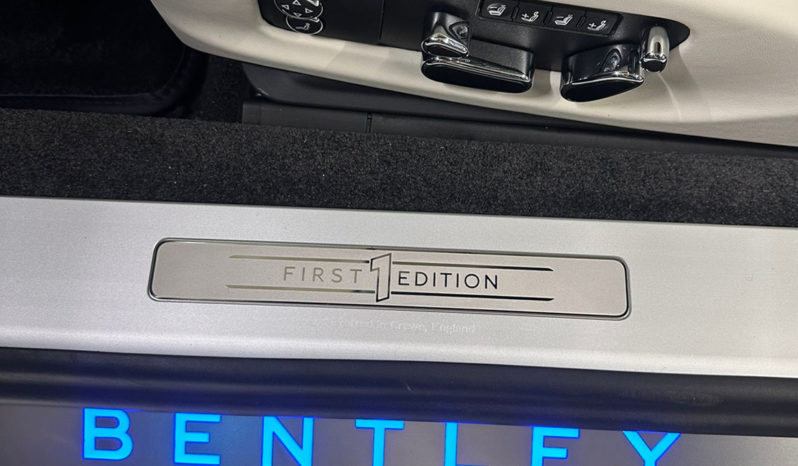 FIRST 1 EDITION
Crafted in Crewe, England
BENTLEY